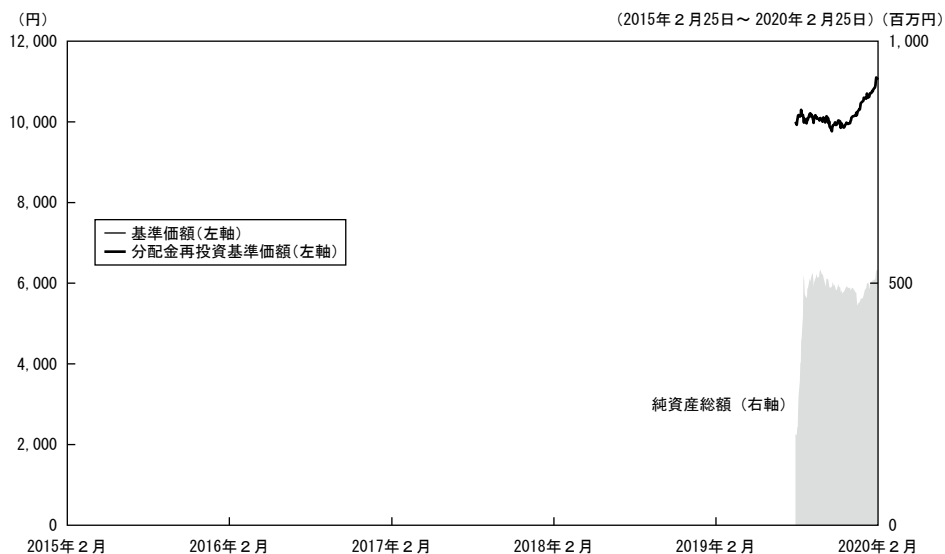 （円）
（2015年２月25日～2020年２月25日）（百万円）
12,000
1,000
10,000
8,000
基準価額（左軸）
分配金再投資基準価額（左軸）
6,000
500
4,000
純資産総額（右軸）
2,000
0
0
2015年２月
2016年２月
2017年２月
2018年２月
2019年２月
2020年２月